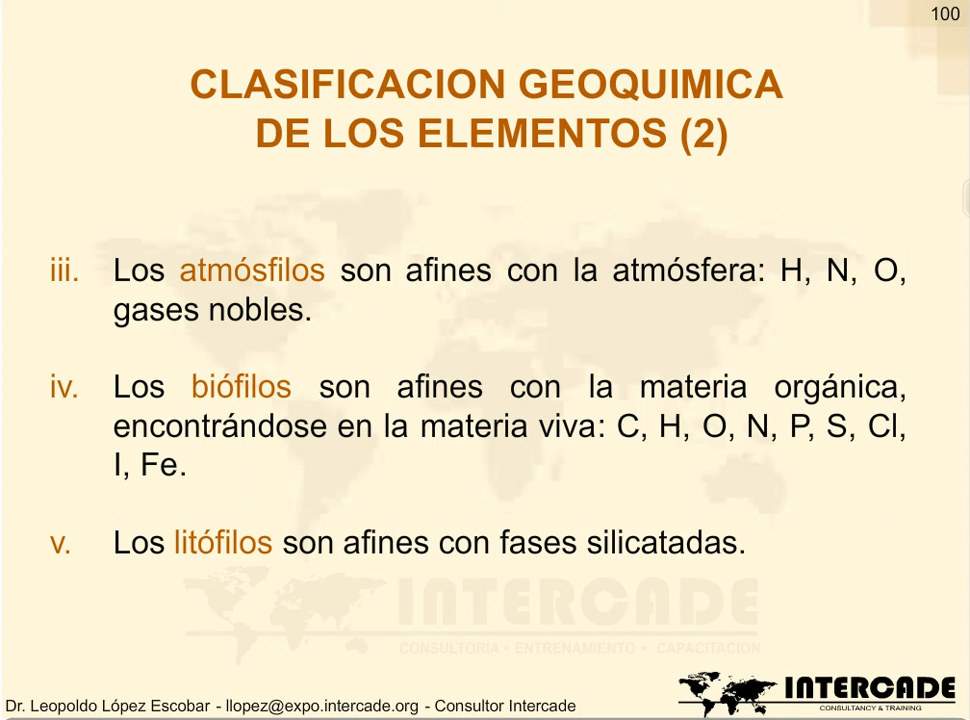 100
CLASIFICACION GEOQUIMICA
DE LOS ELEMENTOS (2)
iii. Los atmósfilos son afines con la atmósfera: H, N, O,
gases nobles.
iv. Los biófilos son afines con la materia orgánica,
encontrándose en la materia viva: C, H, O, N, P, S, Cl,
I, Fe.
v. Los litófilos son afines con fases silicatadas.
INTERCADE
CONSULTORIA • ENTRENAMIENTO • CAPACITACION
Dr. Leopoldo López Escobar - llopez@expo.intercade.org - Consultor Intercade
INTERCADE
CONSULTANCY & TRAINING